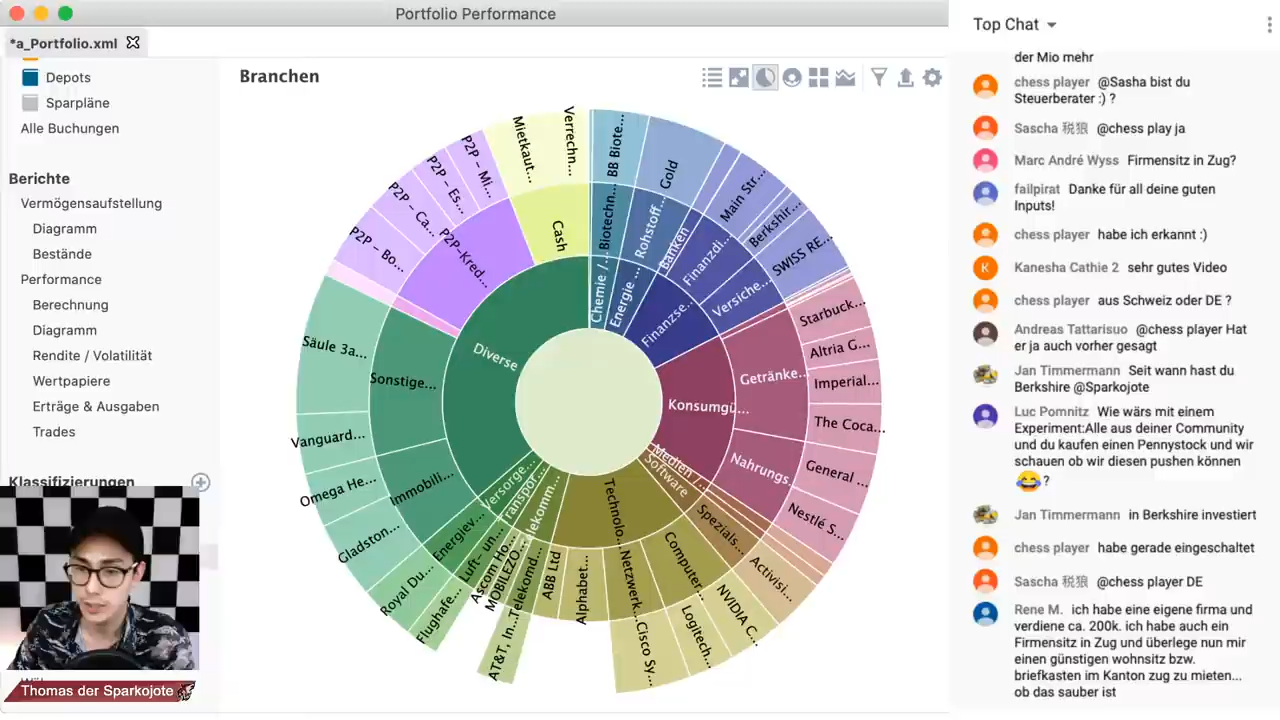 Portfolio Performance
*a_Portfolio.xml
Depots
Sparpläne
Alle Buchungen
Berichte
Vermögensaufstellung
Diagramm
Bestände
Performance
Berechnung
Diagramm
Rendite / Volatilität
Wertpapiere
Erträge & Ausgaben
Trades
Klassifizierungen
Thomas der Sparkojote
Branchen
Mietkaut...
Verrechn...
BB Biote...
Gold
Main Str...
Berkshir...
SWISS RE...
P2P - Mi...
P2P - Es...
P2P - Ca...
P2P - Bo...
P2P-Kred...
Cash
Biotechn...
Rohstoff...
Banken
Finanzdi...
Versiche...
Chemie /...
Energie ...
Finanzse...
Diverse
Säule 3a...
Sonstige...
Vanguard...
Immobili...
Omega He...
Gladston...
Royal Du...
Energiev...
Flughafe...
Luft- un...
Ascom Ho...
MOBILEZO...
Versorge...
Transpor...
Telekomm...
Telekomd...
AT&T, In...
ABB Ltd
Alphabet...
Technolo...
Netzwerk...
Cisco Sy...
Computer...
Logitech...
NVIDIA C...
Software
Medien /...
Spezials...
Activisi...
Konsumgü...
Getränke...
Nahrungs...
Starbuck...
Altria G...
Imperial...
The Coca...
General ...
Nestlé S...
Top Chat
der Mio mehr
chess player @Sasha bist du
Steuerberater :) ?
Sascha 税狼 @chess play ja
Marc André Wyss Firmensitz in Zug?
failpirat Danke für all deine guten
Inputs!
chess player habe ich erkannt :)
K
Kanesha Cathie 2 sehr gutes Video
chess player aus Schweiz oder DE ?
Andreas Tattarisuo @chess player Hat
er ja auch vorher gesagt
Jan Timmermann Seit wann hast du
Berkshire @Sparkojote
Luc Pomnitz Wie wärs mit einem
Experiment:Alle aus deiner Community
und du kaufen einen Pennystock und wir
schauen ob wir diesen pushen können
😂?
Jan Timmermann in Berkshire investiert
chess player habe gerade eingeschaltet
Sascha 税狼 @chess player DE
Rene M. ich habe eine eigene firma und
verdiene ca. 200k. ich habe auch ein
Firmensitz in Zug und überlege nun mir
einen günstigen wohnsitz bzw.
briefkasten im Kanton zug zu mieten...
ob das sauber ist